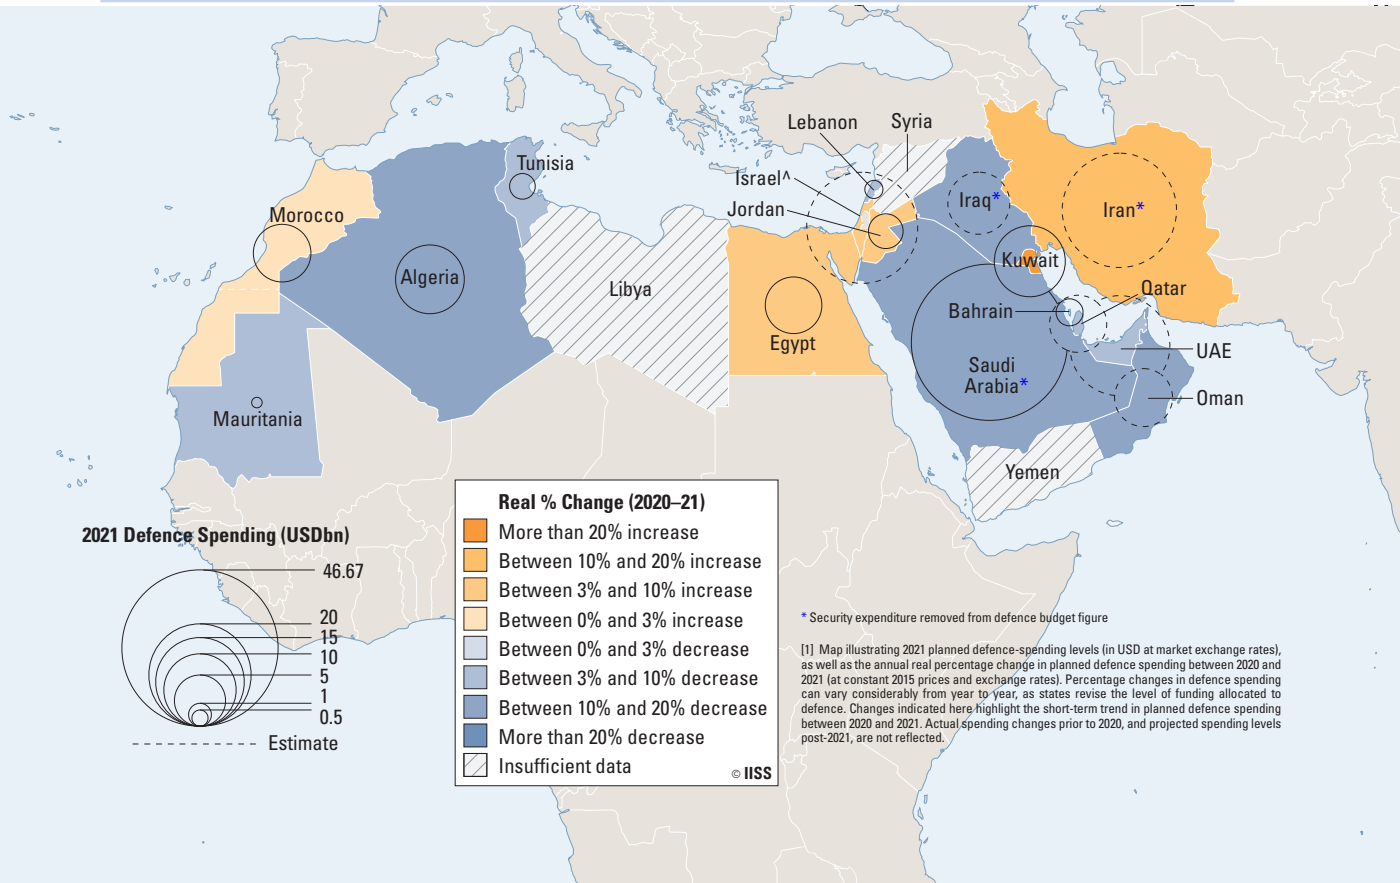 Lebanon
Syria
Tunisia
Israel^
Jordan
Morocco
Iraq*
Iran*
Algeria
Libya
Kuwait
Qatar
Bahrain
Egypt
UAE
Saudi
Arabia*
Oman
Mauritania
Yemen
2021 Defence Spending (USDbn)
46.67
20
15
10
5
1
0.5
Estimate
Real % Change (2020–21)
More than 20% increase
Between 10% and 20% increase
Between 3% and 10% increase
Between 0% and 3% increase
Between 0% and 3% decrease
Between 3% and 10% decrease
Between 10% and 20% decrease
More than 20% decrease
Insufficient data
© IISS
* Security expenditure removed from defence budget figure
[1] Map illustrating 2021 planned defence-spending levels (in USD at market exchange rates),
as well as the annual real percentage change in planned defence spending between 2020 and
2021 (at constant 2015 prices and exchange rates). Percentage changes in defence spending
can vary considerably from year to year, as states revise the level of funding allocated to
defence. Changes indicated here highlight the short-term trend in planned defence spending
between 2020 and 2021. Actual spending changes prior to 2020, and projected spending levels
post-2021, are not reflected.